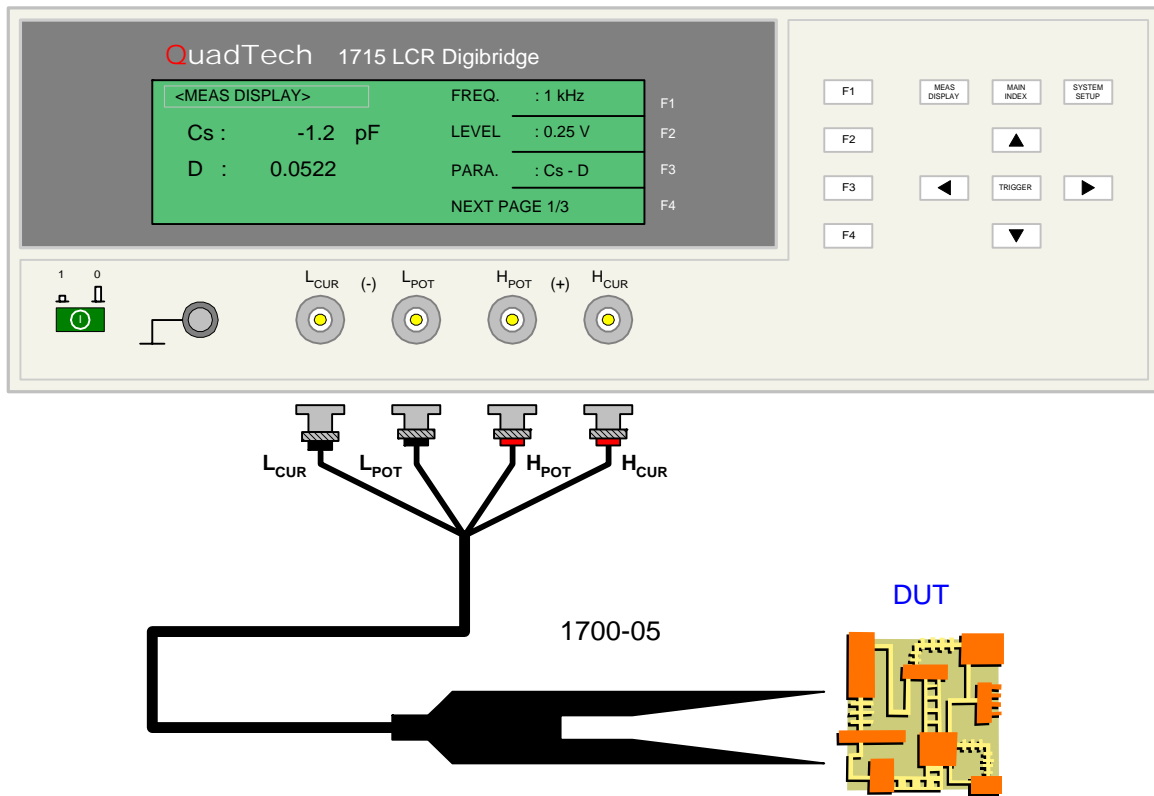 QuadTech 1715 LCR Digibridge
<MEAS DISPLAY>
Cs : -1.2 pF
D : 0.0522
FREQ. : 1 kHz
LEVEL : 0.25 V
PARA. : Cs - D
NEXT PAGE 1/3
F1
F2
F3
F4
F1
F2
F3
F4
MEAS
DISPLAY
MAIN
INDEX
SYSTEM
SETUP
TRIGGER
1 0
I
LCUR (-) LPOT HPOT (+) HCUR
LCUR LPOT HPOT HCUR
1700-05
DUT